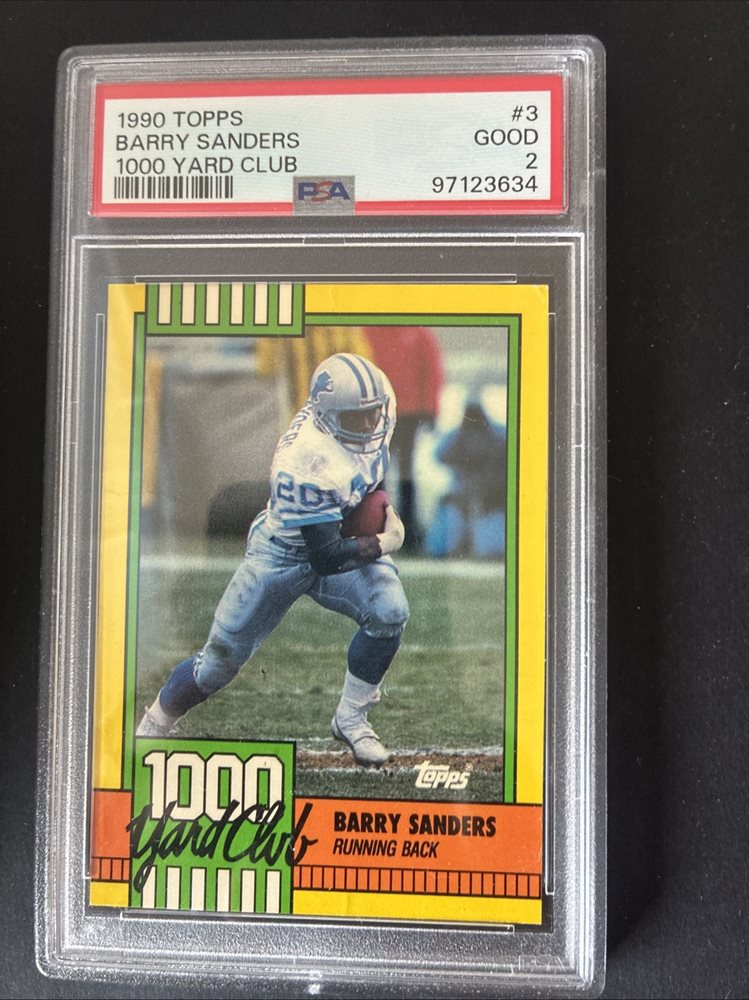 1990 TOPPS #3
BARRY SANDERS GOOD
1000 YARD CLUB 2
PSA 97123634
20
topps
1000
Yard Club
BARRY SANDERS
RUNNING BACK